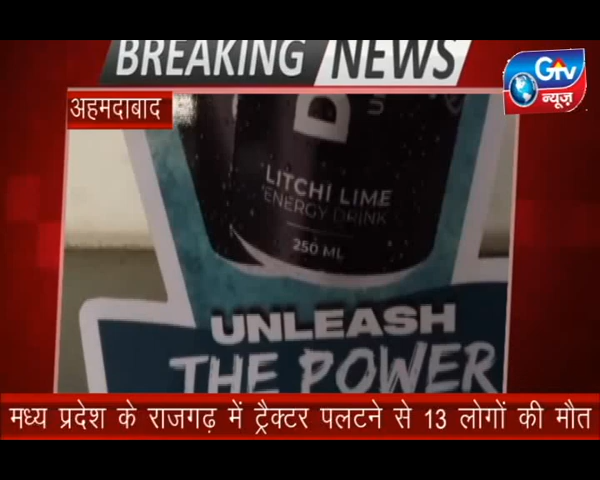 BREAKING NEWS
Gtv
न्यूज़
अहमदाबाद
D
LITCHI LIME
ENERGY DRINK
250 ML
UNLEASH
THE POWER
मध्य प्रदेश के राजगढ़ में ट्रैक्टर पलटने से 13 लोगों की मौत